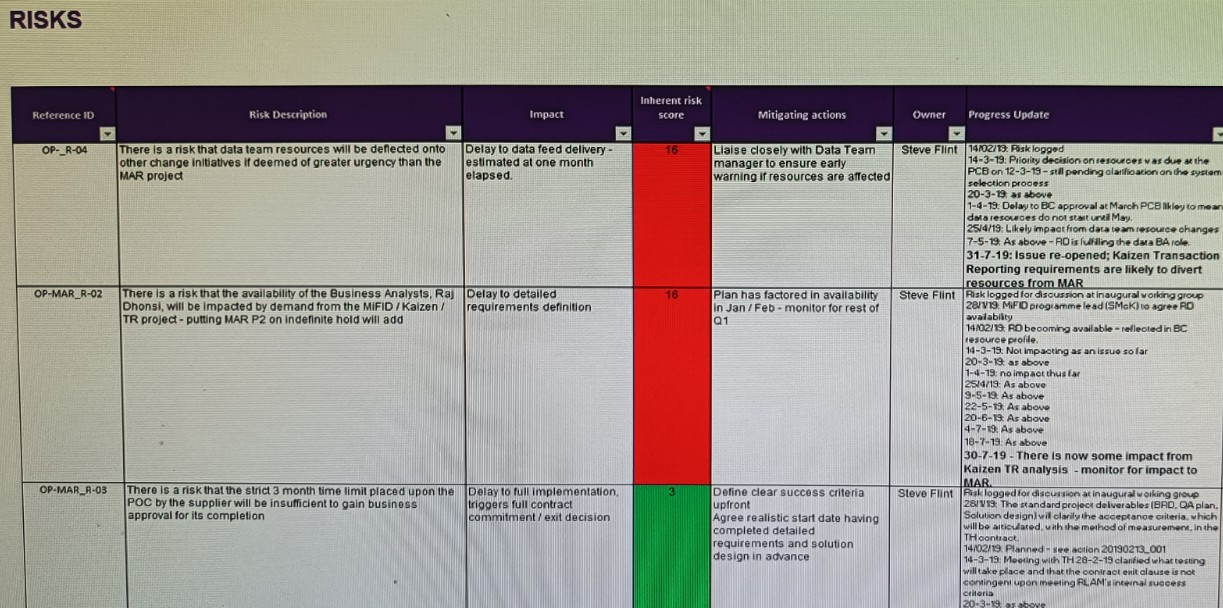 RISKS
Reference ID
Risk Description
Impact
Inherent risk
score
Mitigating actions
Owner
Progress Update
OP-_R-04
There is a risk that data team resources will be deflected onto
other change initiatives if deemed of greater urgency than the
MAR project
Delay to data feed delivery -
estimated at one month
elapsed.
16
Liaise closely with Data Team
manager to ensure early
warning if resources are affected
Steve Flint
14/02/19: Risk logged
14-3-19: Priority decision on resources was due at the
PCB on 12-3-19 - still pending clarification on the system
selection process
20-3-19: as above
1-4-19: Delay to BC approval at March PCB likley to mean
data resources do not start until May.
25/4/19: Likely impact from data team resource changes
7-5-19: As above - RD is fulfilling the data BA role.
31-7-19: Issue re-opened; Kaizen Transaction
Reporting requirements are likely to divert
resources from MAR
OP-MAR_R-02
There is a risk that the availability of the Business Analysts, Raj
Dhonsi, will be impacted by demand from the MiFID / Kaizen /
TR project - putting MAR P2 on indefinite hold will add
Delay to detailed
requirements definition
16
Plan has factored in availability
in Jan / Feb - monitor for rest of
Q1
Steve Flint
Risk logged for discussion at inaugural working group
28/1/19: MiFID programme lead (SMcK) to agree RD
availability
14/02/19: RD becoming available - reflected in BC
resource profile.
14-3-19: Not impacting as an issue so far
20-3-19: as above
1-4-19: no impact thus far
25/4/19: As above
9-5-19: As above
22-5-19: As above
20-6-19: As above
4-7-19: As above
18-7-19: As above
30-7-19 - There is now some impact from
Kaizen TR analysis - monitor for impact to
MAR.
OP-MAR_R-03
There is a risk that the strict 3 month time limit placed upon the
POC by the supplier will be insufficient to gain business
approval for its completion
Delay to full implementation,
triggers full contract
commitment / exit decision
3
Define clear success criteria
upfront
Agree realistic start date having
completed detailed
requirements and solution
design in advance
Steve Flint
Risk logged for discussion at inaugural working group
28/1/19: The standard project deliverables (BRD, QA plan,
Solution design) will clarify the acceptance criteria, which
will be articulated, with the method of measurement, in the
TH contract.
14/02/19: Planned - see action 20190213_001
14-3-19: Meeting with TH 28-2-19 clarified what testing
will take place and that the contract exit clause is not
contingent upon meeting RLAM's internal success
criteria
20-3-19: as above